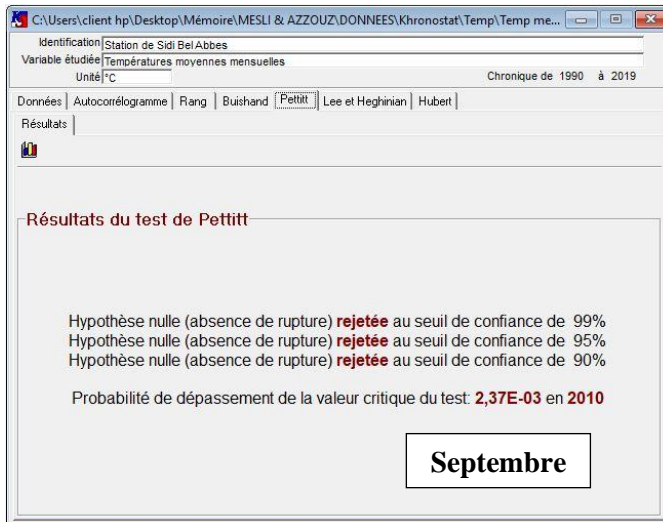 C:\Users\client hp\Desktop\Mémoire\MESLI & AZZOUZ\DONNEES\Khronostat\Temp\Temp me...
Identification Station de Sidi Bel Abbes
Variable étudiée Températures moyennes mensuelles
Unité °C Chronique de 1990 à 2019
Données Autocorrélogramme Rang Buishand Pettitt Lee et Heghinian Hubert
Résultats
Résultats du test de Pettitt
Hypothèse nulle (absence de rupture) rejetée au seuil de confiance de 99%
Hypothèse nulle (absence de rupture) rejetée au seuil de confiance de 95%
Hypothèse nulle (absence de rupture) rejetée au seuil de confiance de 90%
Probabilité de dépassement de la valeur critique du test: 2,37E-03 en 2010
Septembre